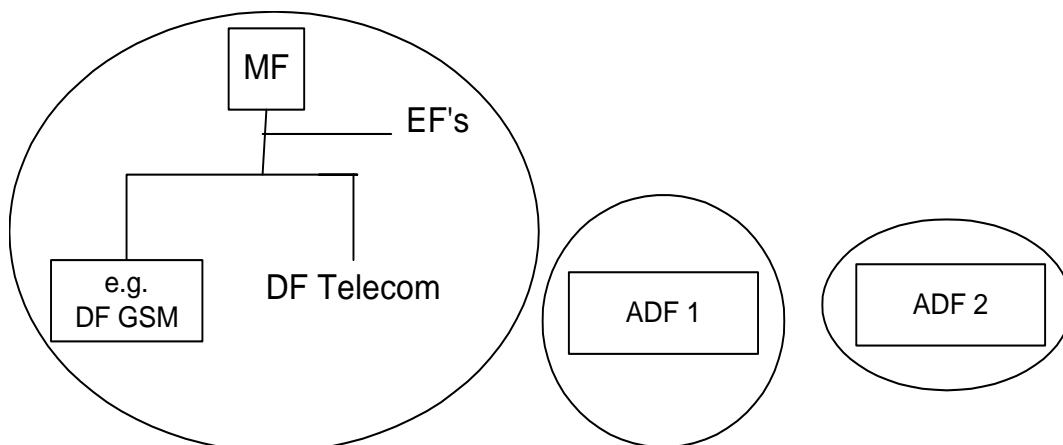 MF
EF's
e.g.
DF GSM
DF Telecom
ADF 1
ADF 2